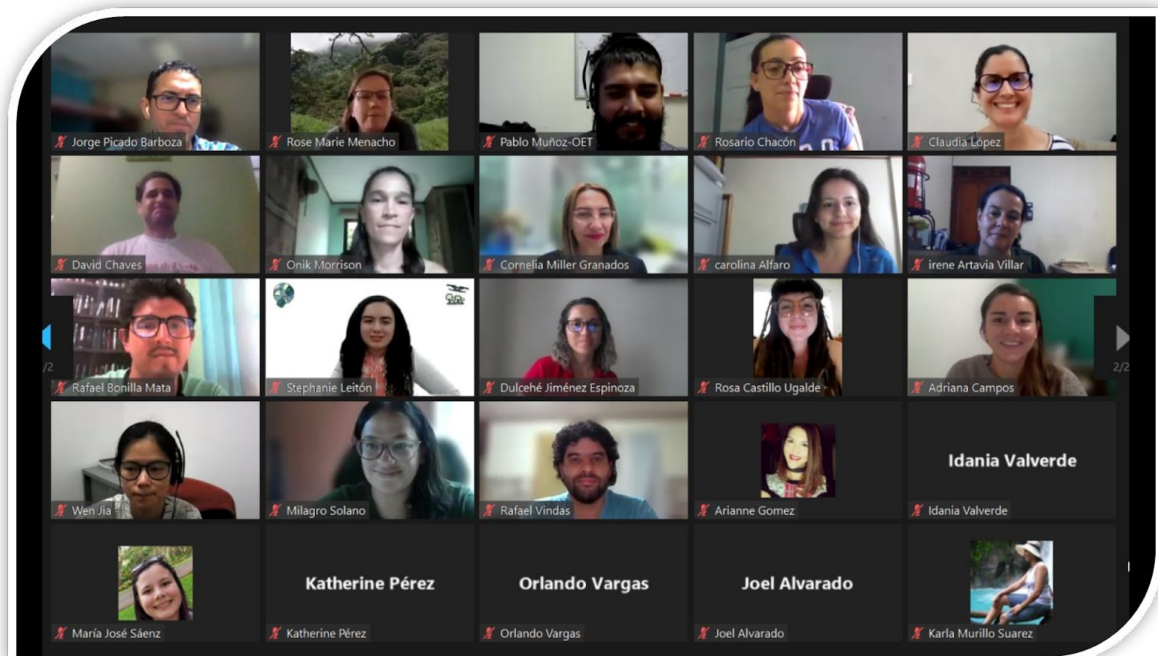 Jorge Picado Barboza
Rose Marie Menacho
Pablo Muñoz-OET
Rosario Chacón
Claudia López
David Chaves
Onik Morrison
Cornelia Miller Granados
carolina Alfaro
irene Artavia Villar
/2
Rafael Bonilla Mata
Stephanie Leitón
Dulcehé Jiménez Espinoza
Rosa Castillo Ugalde
Adriana Campos
2/2
Wen Jia
Milagro Solano
Rafael Vindas
Arianne Gomez
Idania Valverde
Idania Valverde
María José Sáenz
Katherine Pérez
Katherine Pérez
Orlando Vargas
Orlando Vargas
Joel Alvarado
Joel Alvarado
Karla Murillo Suarez